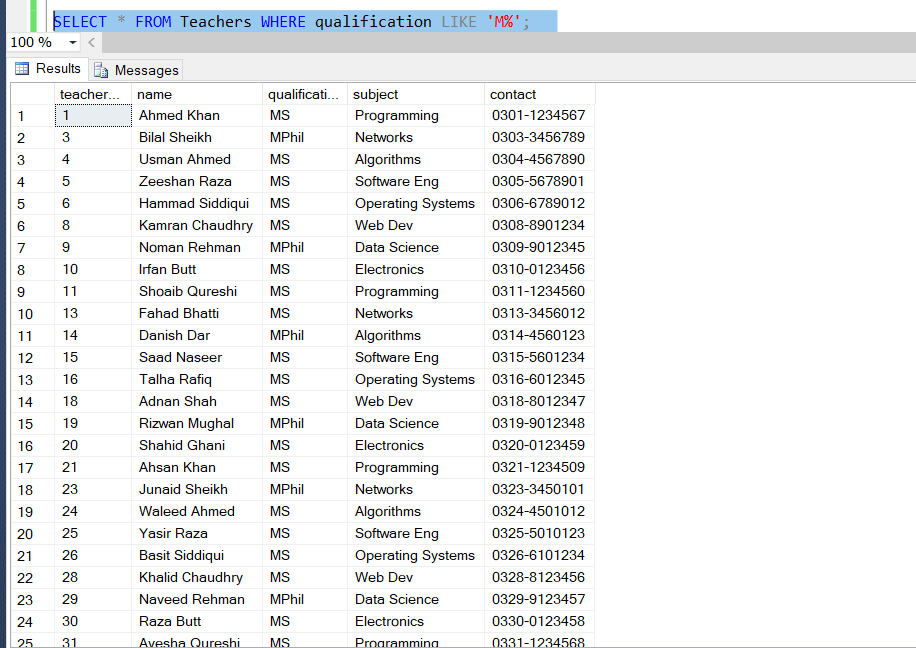 SELECT * FROM Teachers WHERE qualification LIKE 'M%';
100 %
Results Messages
teacher... name qualificati... subject contact
1 1 Ahmed Khan MS Programming 0301-1234567
2 3 Bilal Sheikh MPhil Networks 0303-3456789
3 4 Usman Ahmed MS Algorithms 0304-4567890
4 5 Zeeshan Raza MS Software Eng 0305-5678901
5 6 Hammad Siddiqui MS Operating Systems 0306-6789012
6 8 Kamran Chaudhry MS Web Dev 0308-8901234
7 9 Noman Rehman MPhil Data Science 0309-9012345
8 10 Irfan Butt MS Electronics 0310-0123456
9 11 Shoaib Qureshi MS Programming 0311-1234560
10 13 Fahad Bhatti MS Networks 0313-3456012
11 14 Danish Dar MPhil Algorithms 0314-4560123
12 15 Saad Naseer MS Software Eng 0315-5601234
13 16 Talha Rafiq MS Operating Systems 0316-6012345
14 18 Adnan Shah MS Web Dev 0318-8012347
15 19 Rizwan Mughal MPhil Data Science 0319-9012348
16 20 Shahid Ghani MS Electronics 0320-0123459
17 21 Ahsan Khan MS Programming 0321-1234509
18 23 Junaid Sheikh MPhil Networks 0323-3450101
19 24 Waleed Ahmed MS Algorithms 0324-4501012
20 25 Yasir Raza MS Software Eng 0325-5010123
21 26 Basit Siddiqui MS Operating Systems 0326-6101234
22 28 Khalid Chaudhry MS Web Dev 0328-8123456
23 29 Naveed Rehman MPhil Data Science 0329-9123457
24 30 Raza Butt MS Electronics 0330-0123458
25 31 Ayesha Qureshi MS Programming 0331-1234568